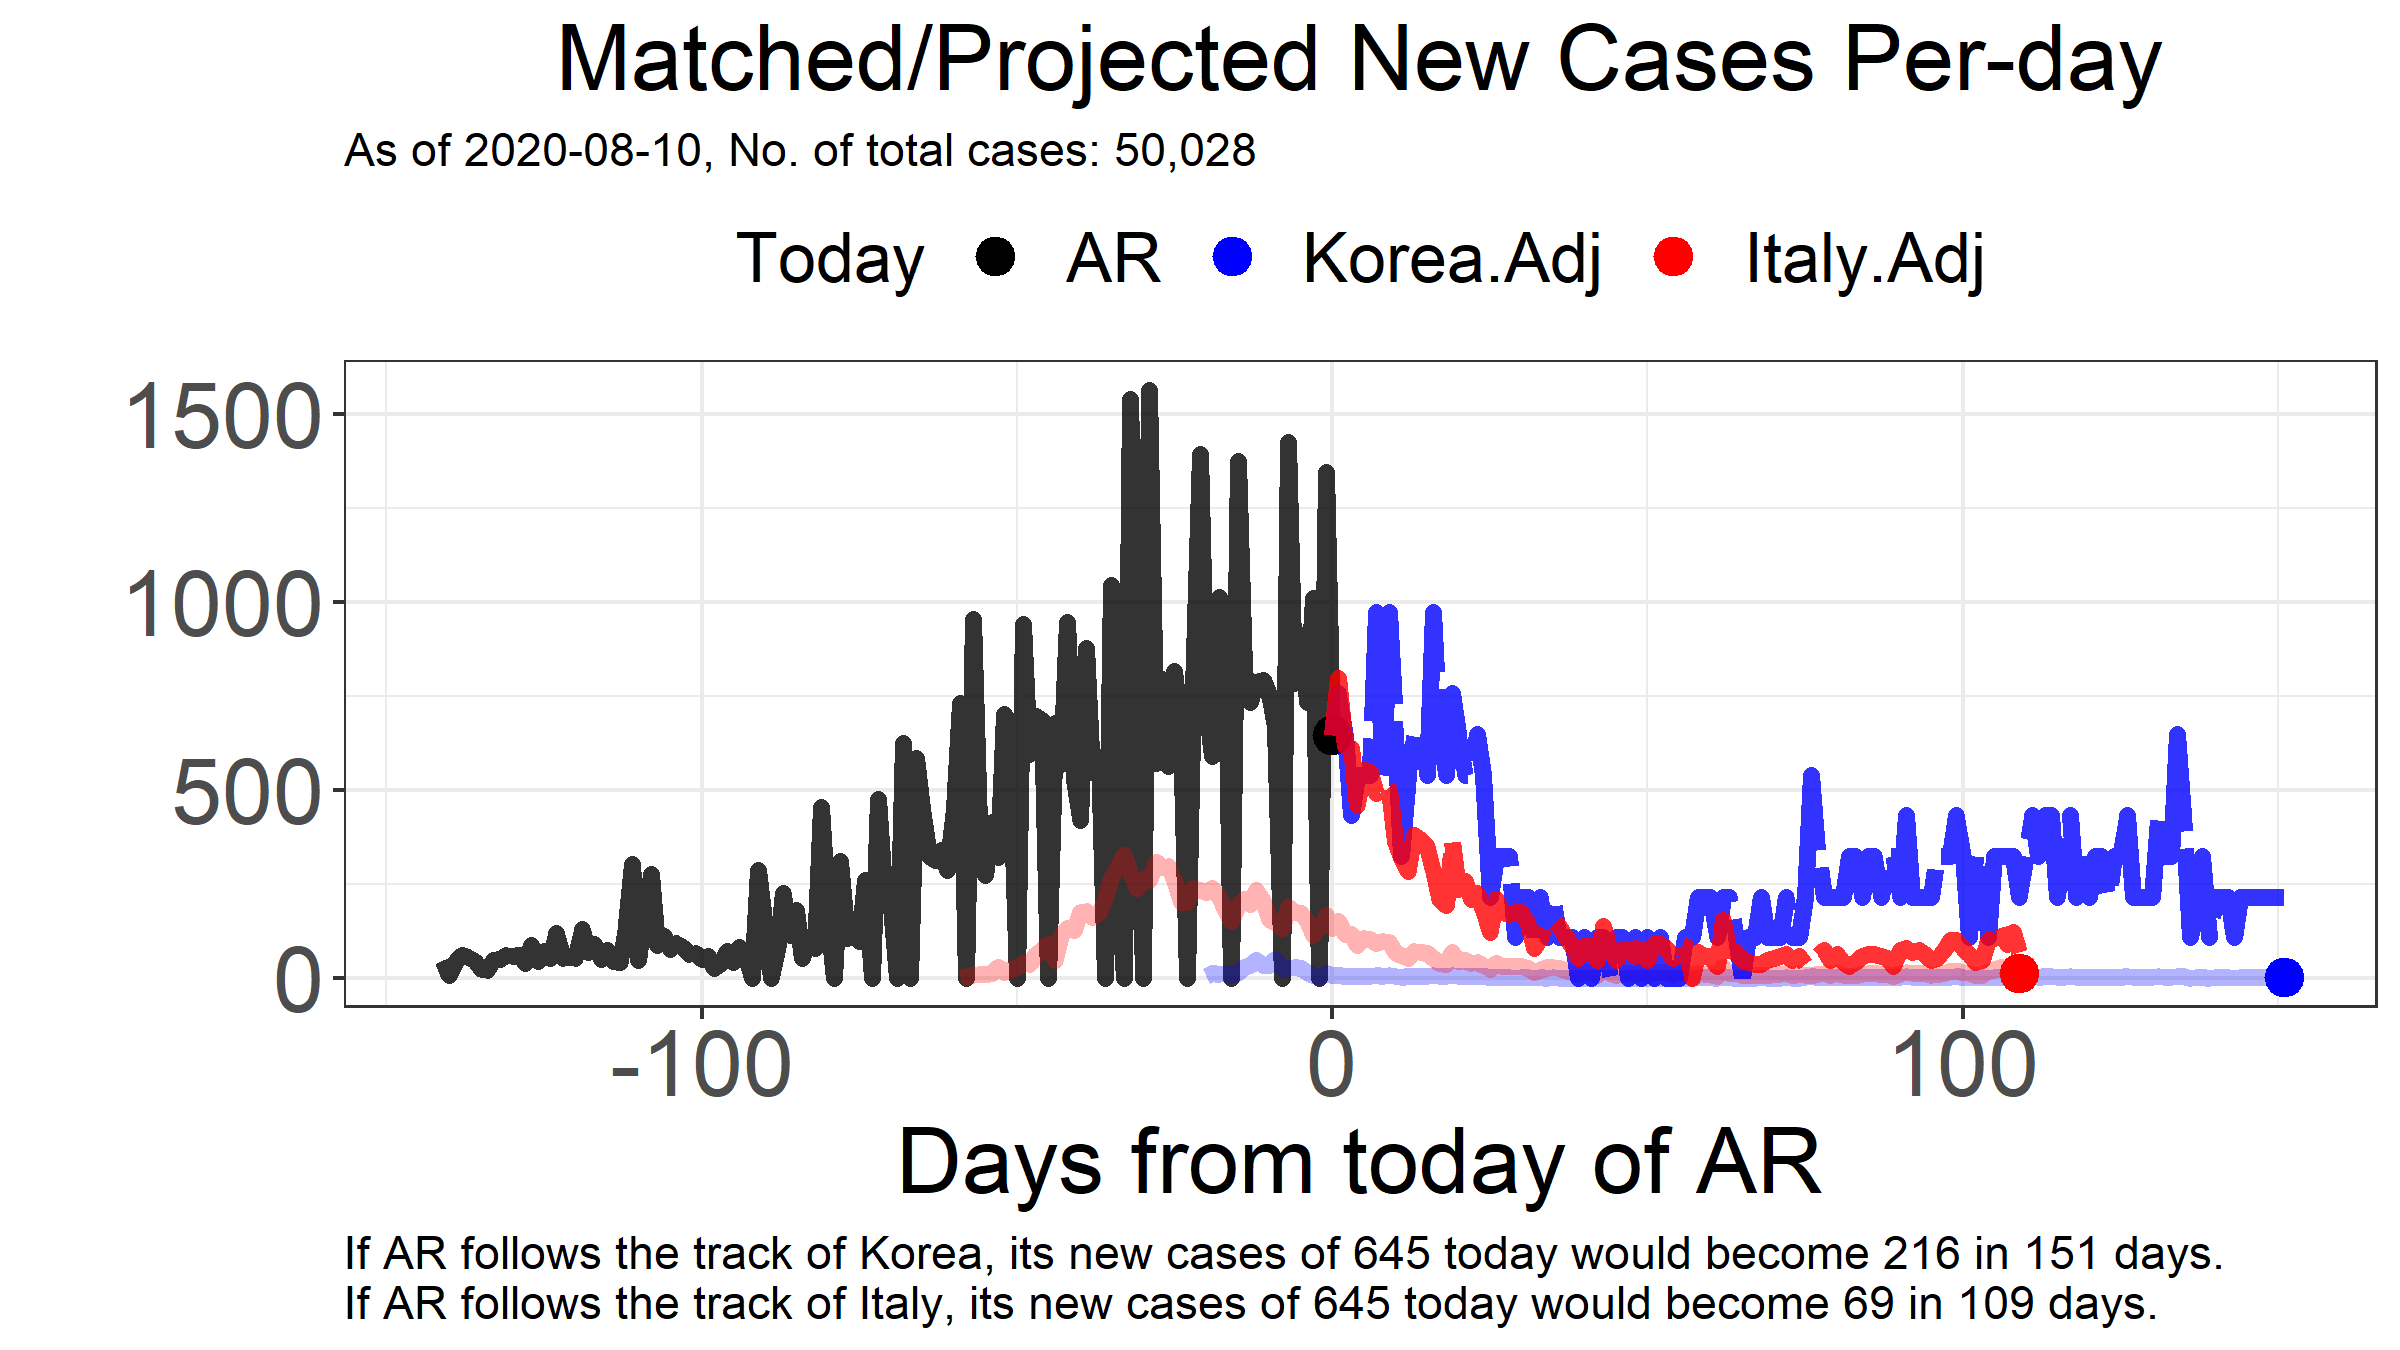 Matched/Projected New Cases Per-day
As of 2020-08-10, No. of total cases: 50,028
Today AR Korea.Adj Italy.Adj
1500
1000
500
0
-100 0 100
Days from today of AR
If AR follows the track of Korea, its new cases of 645 today would become 216 in 151 days.
If AR follows the track of Italy, its new cases of 645 today would become 69 in 109 days.